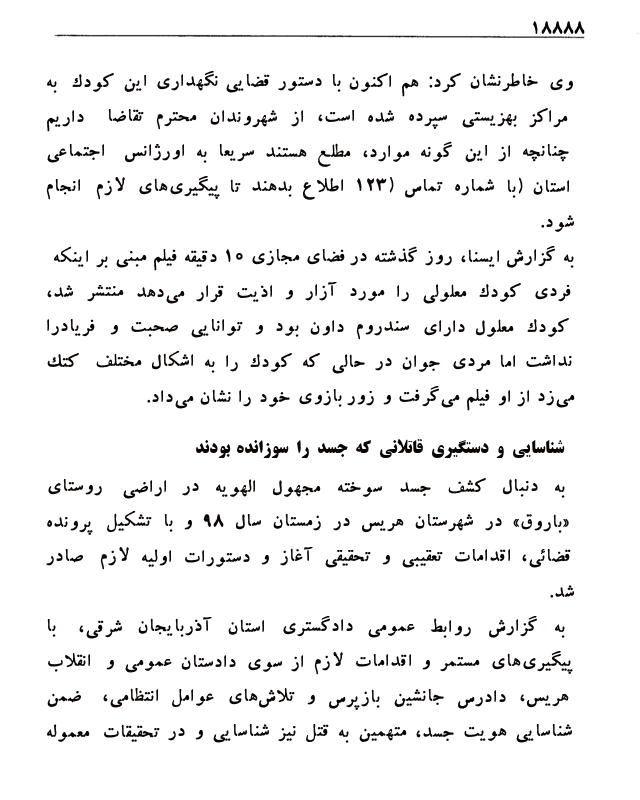 ۱۸۸۸۸
وی خاطرنشان کرد: هم اکنون با دستور قضایی نگهداری این کودک به
مراکز بهزیستی سپرده شده است، از شهروندان محترم تقاضا داریم
چنانچه از این گونه موارد، مطلع هستند سریعا به اورژانس اجتماعی
استان (با شماره تماس (۱۲۳ اطلاع بدهند تا پیگیری‌های لازم انجام
شود.
به گزارش ایسنا، روز گذشته در فضای مجازی ۱۵ دقیقه فیلم مبنی بر اینکه
فردی کودک معلولی را مورد آزار و اذیت قرار می‌دهد منتشر شد،
کودک معلول دارای سندروم داون بود و توانایی صحبت و فریادرا
نداشت اما مردی جوان در حالی که کودک را به اشکال مختلف کتک
می‌زد از او فیلم می‌گرفت و زور بازوی خود را نشان می‌داد.
شناسایی و دستگیری قاتلانی که جسد را سوزانده بودند
به دنبال کشف جسد سوخته مجهول الهویه در اراضی روستای
«باروق» در شهرستان هریس در زمستان سال ۹۸ و با تشکیل پرونده
قضائی، اقدامات تعقیبی و تحقیقی آغاز و دستورات اولیه لازم صادر
شد.
به گزارش روابط عمومی دادگستری استان آذربایجان شرقی، با
پیگیری‌های مستمر و اقدامات لازم از سوی دادستان عمومی و انقلاب
هریس، دادرس جانشین بازپرس و تلاش‌های عوامل انتظامی، ضمن
شناسایی هویت جسد، متهمین به قتل نیز شناسایی و در تحقیقات معموله